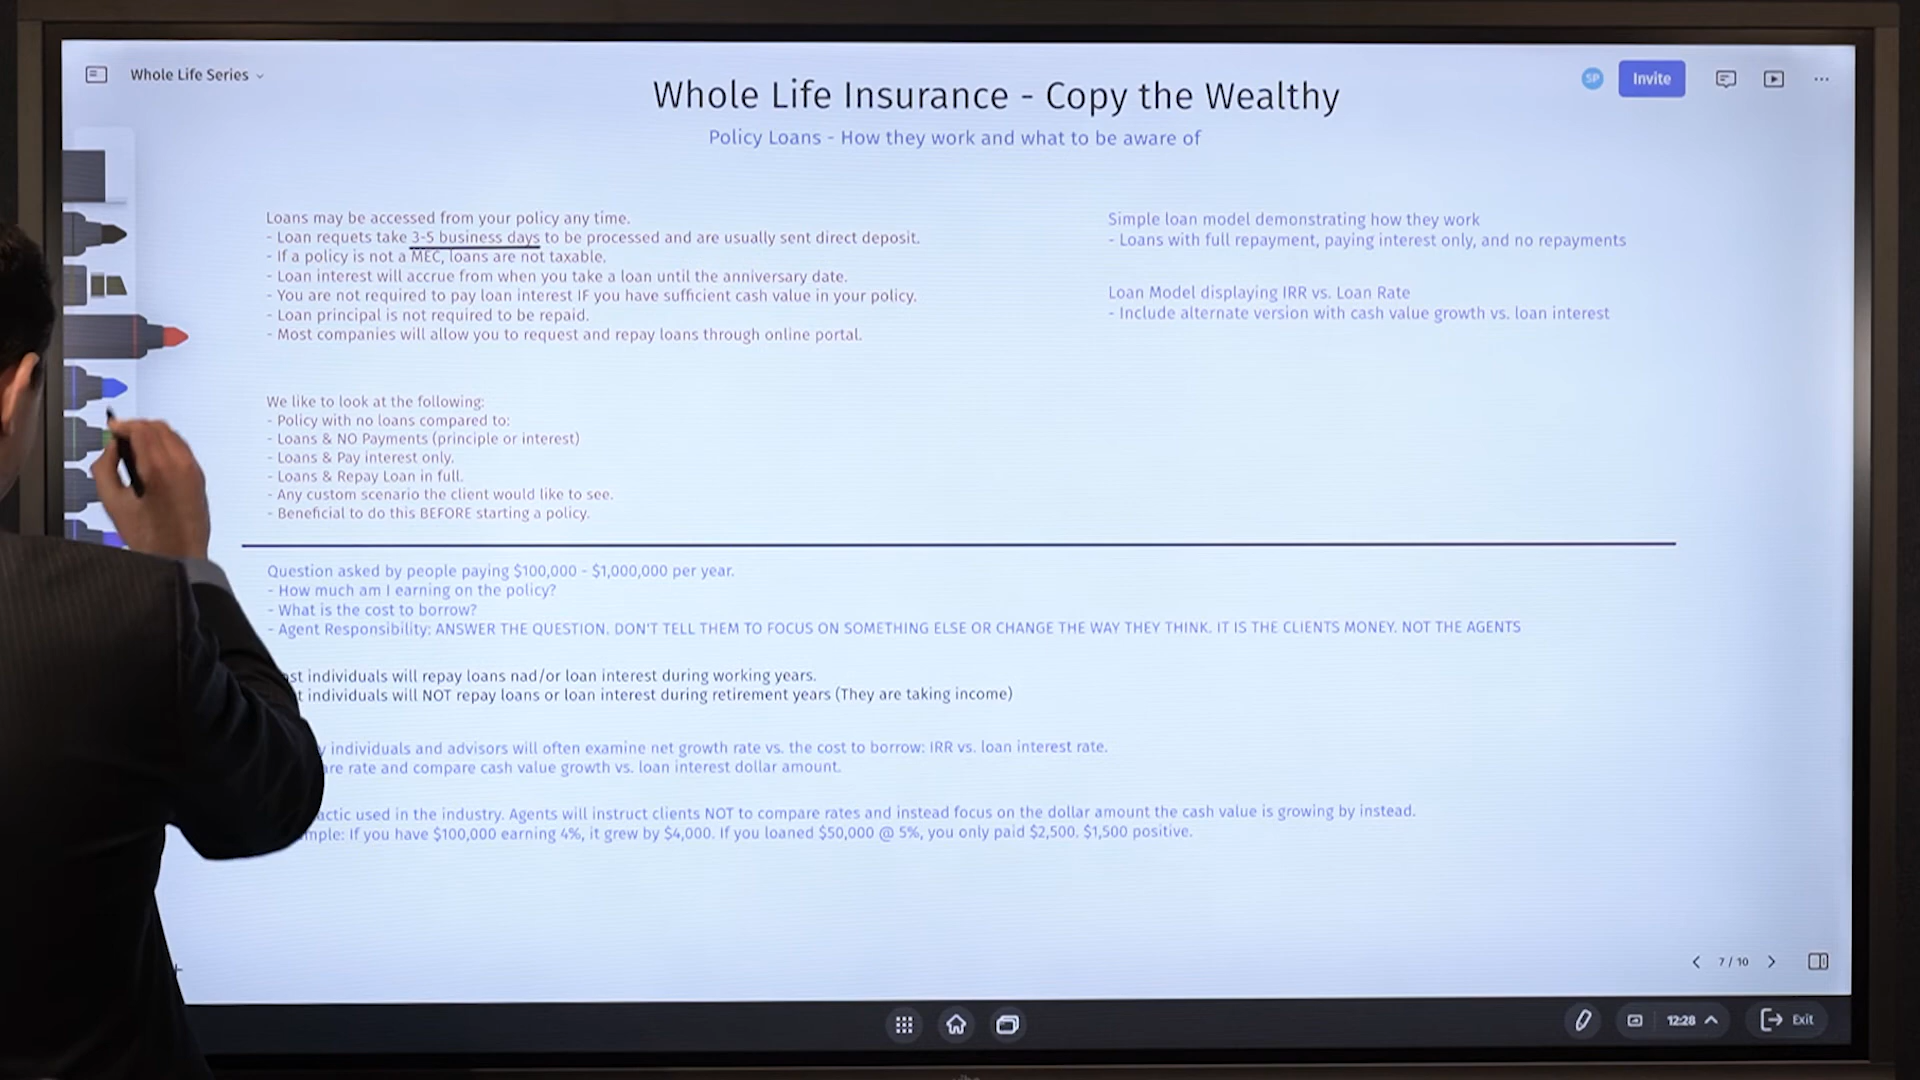 Whole Life Series
Whole Life Insurance - Copy the Wealthy
SP
Invite
Policy Loans - How they work and what to be aware of
Loans may be accessed from your policy any time.
- Loan requets take 3-5 business days to be processed and are usually sent direct deposit.
- If a policy is not a MEC, loans are not taxable.
- Loan interest will accrue from when you take a loan until the anniversary date.
- You are not required to pay loan interest IF you have sufficient cash value in your policy.
- Loan principal is not required to be repaid.
- Most companies will allow you to request and repay loans through online portal.
Simple loan model demonstrating how they work
- Loans with full repayment, paying interest only, and no repayments
Loan Model displaying IRR vs. Loan Rate
- Include alternate version with cash value growth vs. loan interest
We like to look at the following:
- Policy with no loans compared to:
- Loans & NO Payments (principle or interest)
- Loans & Pay interest only.
- Loans & Repay Loan in full.
- Any custom scenario the client would like to see.
- Beneficial to do this BEFORE starting a policy.
Question asked by people paying $100,000 - $1,000,000 per year.
- How much am I earning on the policy?
- What is the cost to borrow?
- Agent Responsibility: ANSWER THE QUESTION. DON'T TELL THEM TO FOCUS ON SOMETHING ELSE OR CHANGE THE WAY THEY THINK. IT IS THE CLIENTS MONEY. NOT THE AGENTS
individuals will repay loans nad/or loan interest during working years.
individuals will NOT repay loans or loan interest during retirement years (They are taking income)
individuals and advisors will often examine net growth rate vs. the cost to borrow: IRR vs. loan interest rate.
rate and compare cash value growth vs. loan interest dollar amount.
used in the industry. Agents will instruct clients NOT to compare rates and instead focus on the dollar amount the cash value is growing by instead.
If you have $100,000 earning 4%, it grew by $4,000. If you loaned $50,000 @ 5%, you only paid $2,500. $1,500 positive.
7 / 10
12:28
Exit